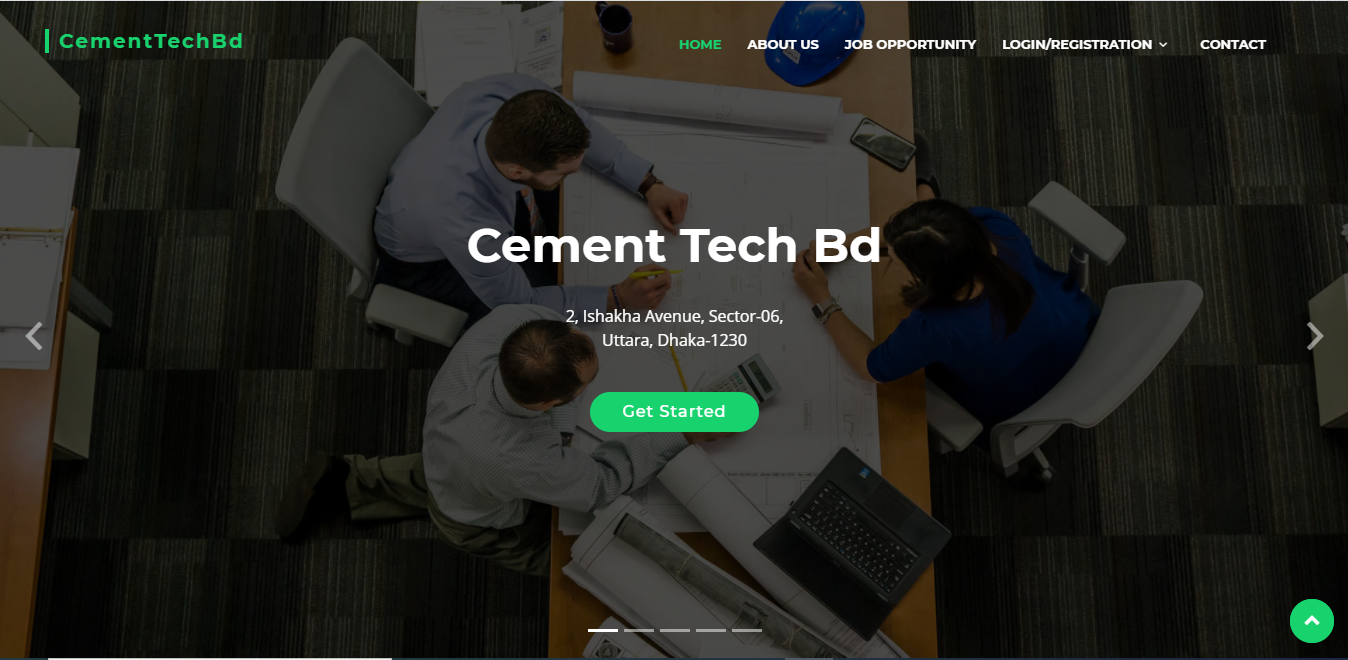 CementTechBd
HOME ABOUT US JOB OPPORTUNITY LOGIN/REGISTRATION CONTACT
Cement Tech Bd
2, Ishakha Avenue, Sector-06,
Uttara, Dhaka-1230
Get Started